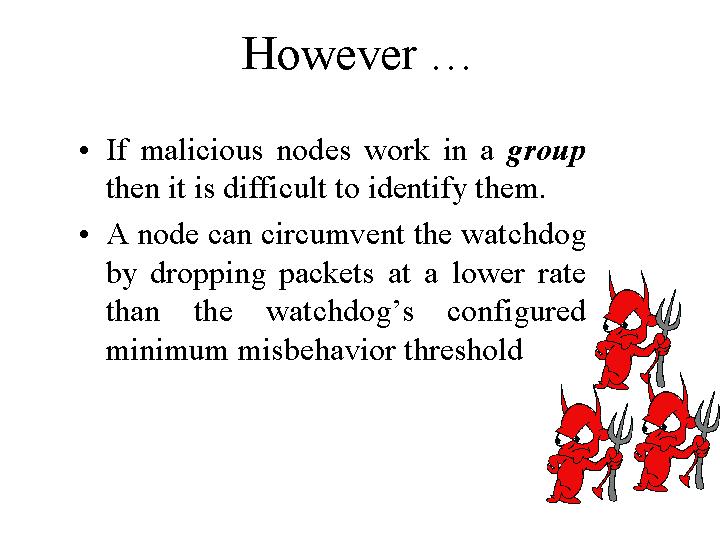 However …
• If malicious nodes work in a group
then it is difficult to identify them.
• A node can circumvent the watchdog
by dropping packets at a lower rate
than the watchdog’s configured
minimum misbehavior threshold